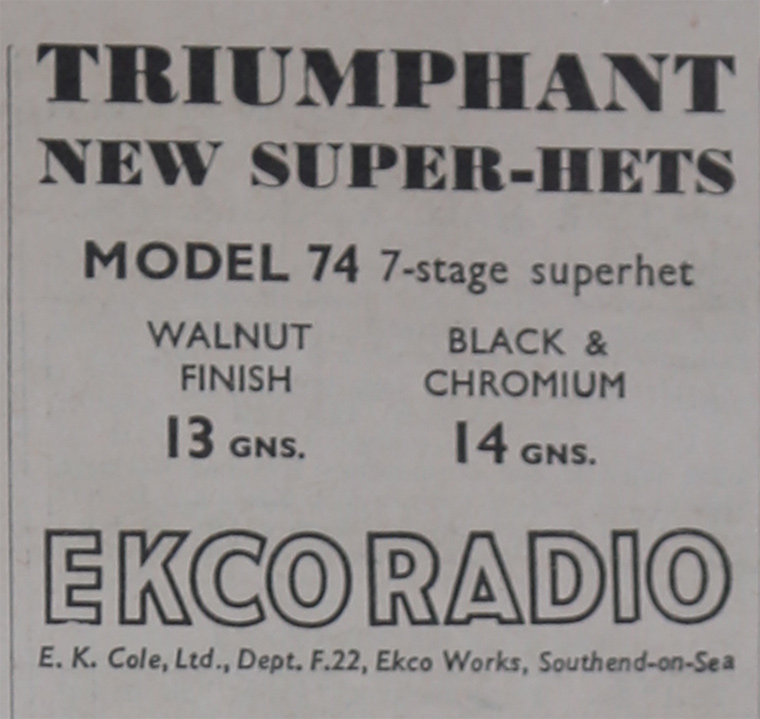 TRIUMPHANT
NEW SUPER-HETS
MODEL 74 7-stage superhet
WALNUT FINISH
13 GNS.
BLACK & CHROMIUM
14 GNS.
EKCO RADIO
E. K. Cole, Ltd., Dept. F.22, Ekco Works, Southend-on-Sea